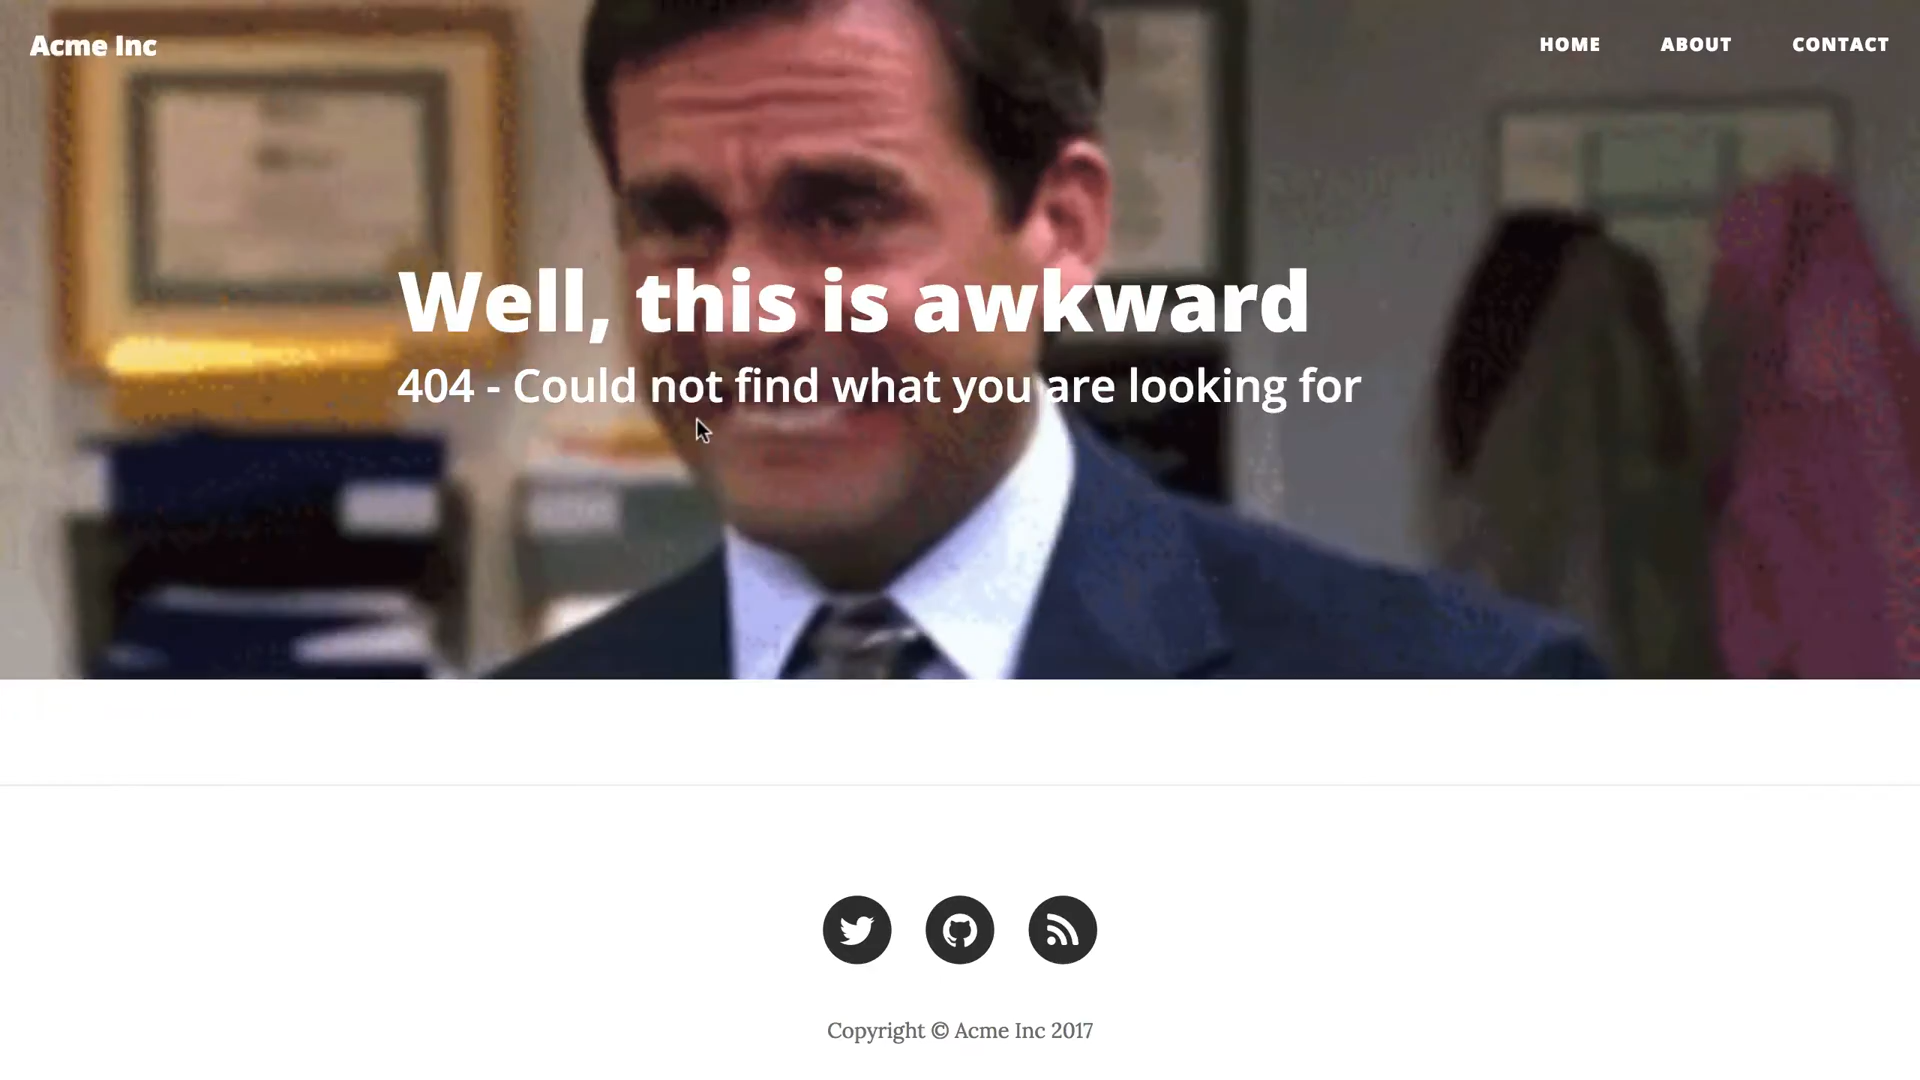 Acme Inc
HOME ABOUT CONTACT
Well, this is awkward
404 - Could not find what you are looking for
Copyright © Acme Inc 2017